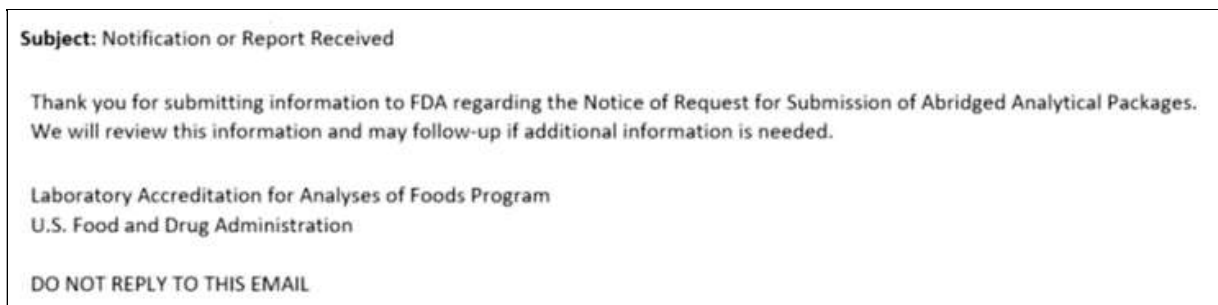 Subject: Notification or Report Received
Thank you for submitting information to FDA regarding the Notice of Request for Submission of Abridged Analytical Packages.
We will review this information and may follow-up if additional information is needed.
Laboratory Accreditation for Analyses of Foods Program
U.S. Food and Drug Administration
DO NOT REPLY TO THIS EMAIL